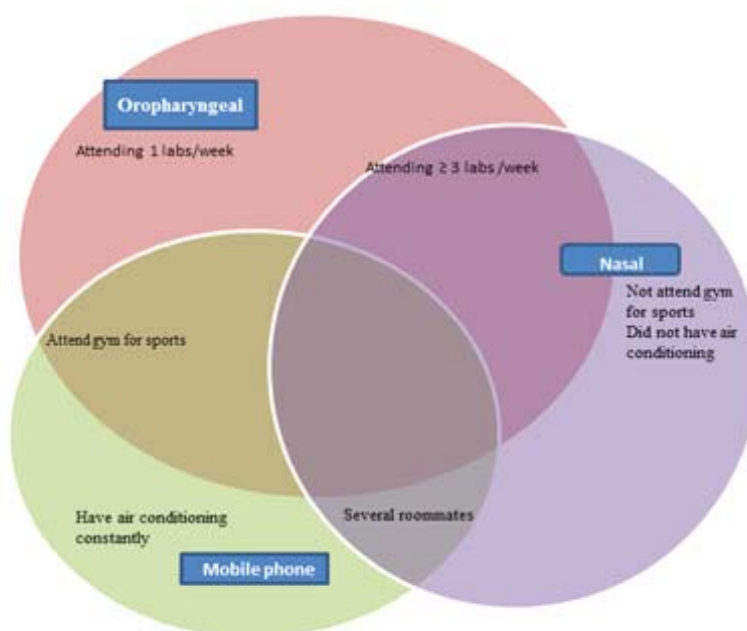 Oropharyngeal
Attending 1 labs/week
Attending ≥ 3 labs /week
Nasal
Not attend gym
for sports
Did not have air
conditioning
Attend gym for sports
Have air conditioning
constantly
Several roommates
Mobile phone